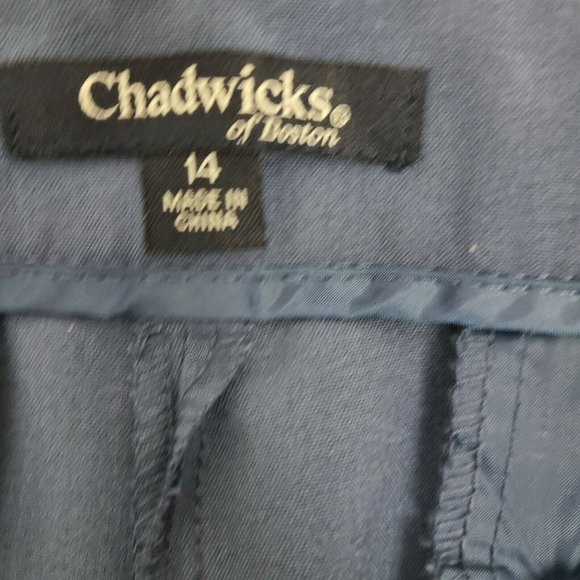 Chadwicks®
of Boston
14
MADE IN
CHINA